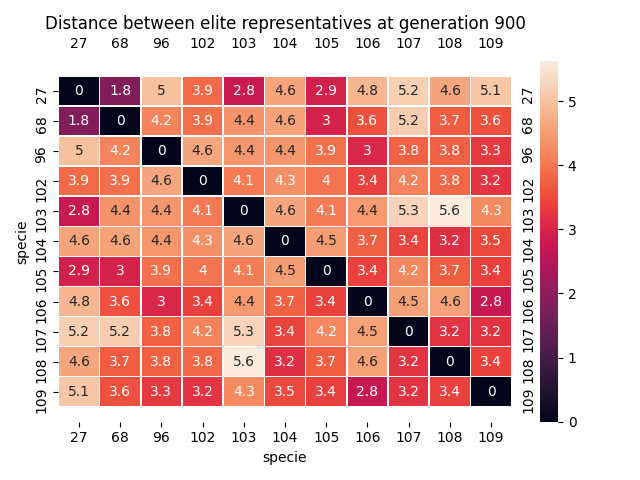 Distance between elite representatives at generation 900
27 68 96 102 103 104 105 106 107 108 109
27 0 1.8 5 3.9 2.8 4.6 2.9 4.8 5.2 4.6 5.1 27
68 1.8 0 4.2 3.9 4.4 4.6 3 3.6 5.2 3.7 3.6 68
96 5 4.2 0 4.6 4.4 4.4 3.9 3 3.8 3.8 3.3 96
102 3.9 3.9 4.6 0 4.1 4.3 4 3.4 4.2 3.8 3.2 102
103 2.8 4.4 4.4 4.1 0 4.6 4.1 4.4 5.3 5.6 4.3 103
104 4.6 4.6 4.4 4.3 4.6 0 4.5 3.7 3.4 3.2 3.5 104
105 2.9 3 3.9 4 4.1 4.5 0 3.4 4.2 3.7 3.4 105
106 4.8 3.6 3 3.4 4.4 3.7 3.4 0 4.5 4.6 2.8 106
107 5.2 5.2 3.8 4.2 5.3 3.4 4.2 4.5 0 3.2 3.2 107
108 4.6 3.7 3.8 3.8 5.6 3.2 3.7 4.6 3.2 0 3.4 108
109 5.1 3.6 3.3 3.2 4.3 3.5 3.4 2.8 3.2 3.4 0 109
27 68 96 102 103 104 105 106 107 108 109
specie
specie
5
4
3
2
1
0